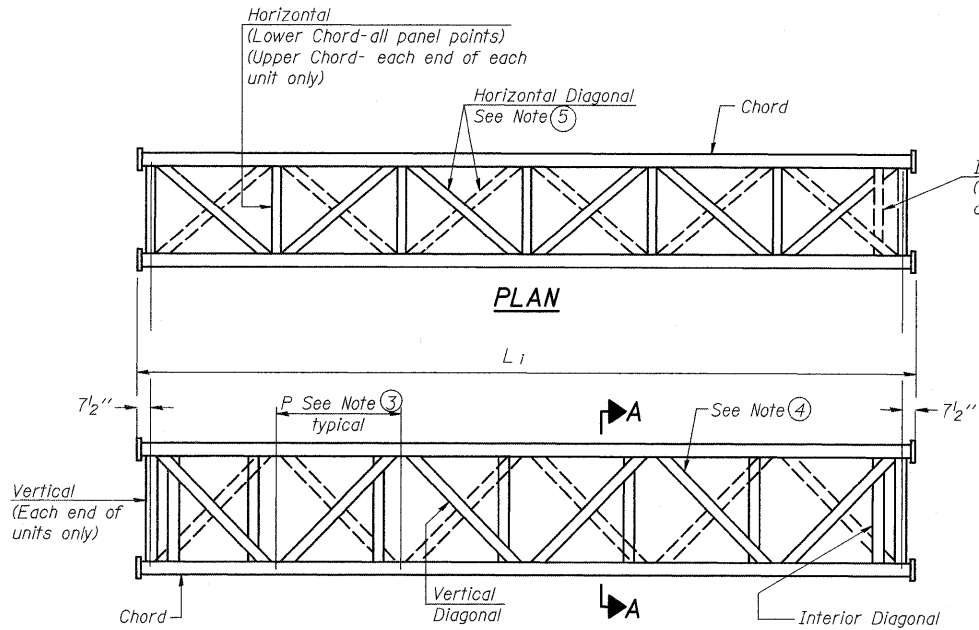 Horizontal
(Lower Chord-all panel points)
(Upper Chord- each end of each
unit only)
Horizontal Diagonal
See Note 5
Chord
PLAN
Li
7½"
P See Note 3
typical
A
See Note 4
7½"
Vertical
(Each end of
units only)
Chord
Vertical
Diagonal
A
Interior Diagonal